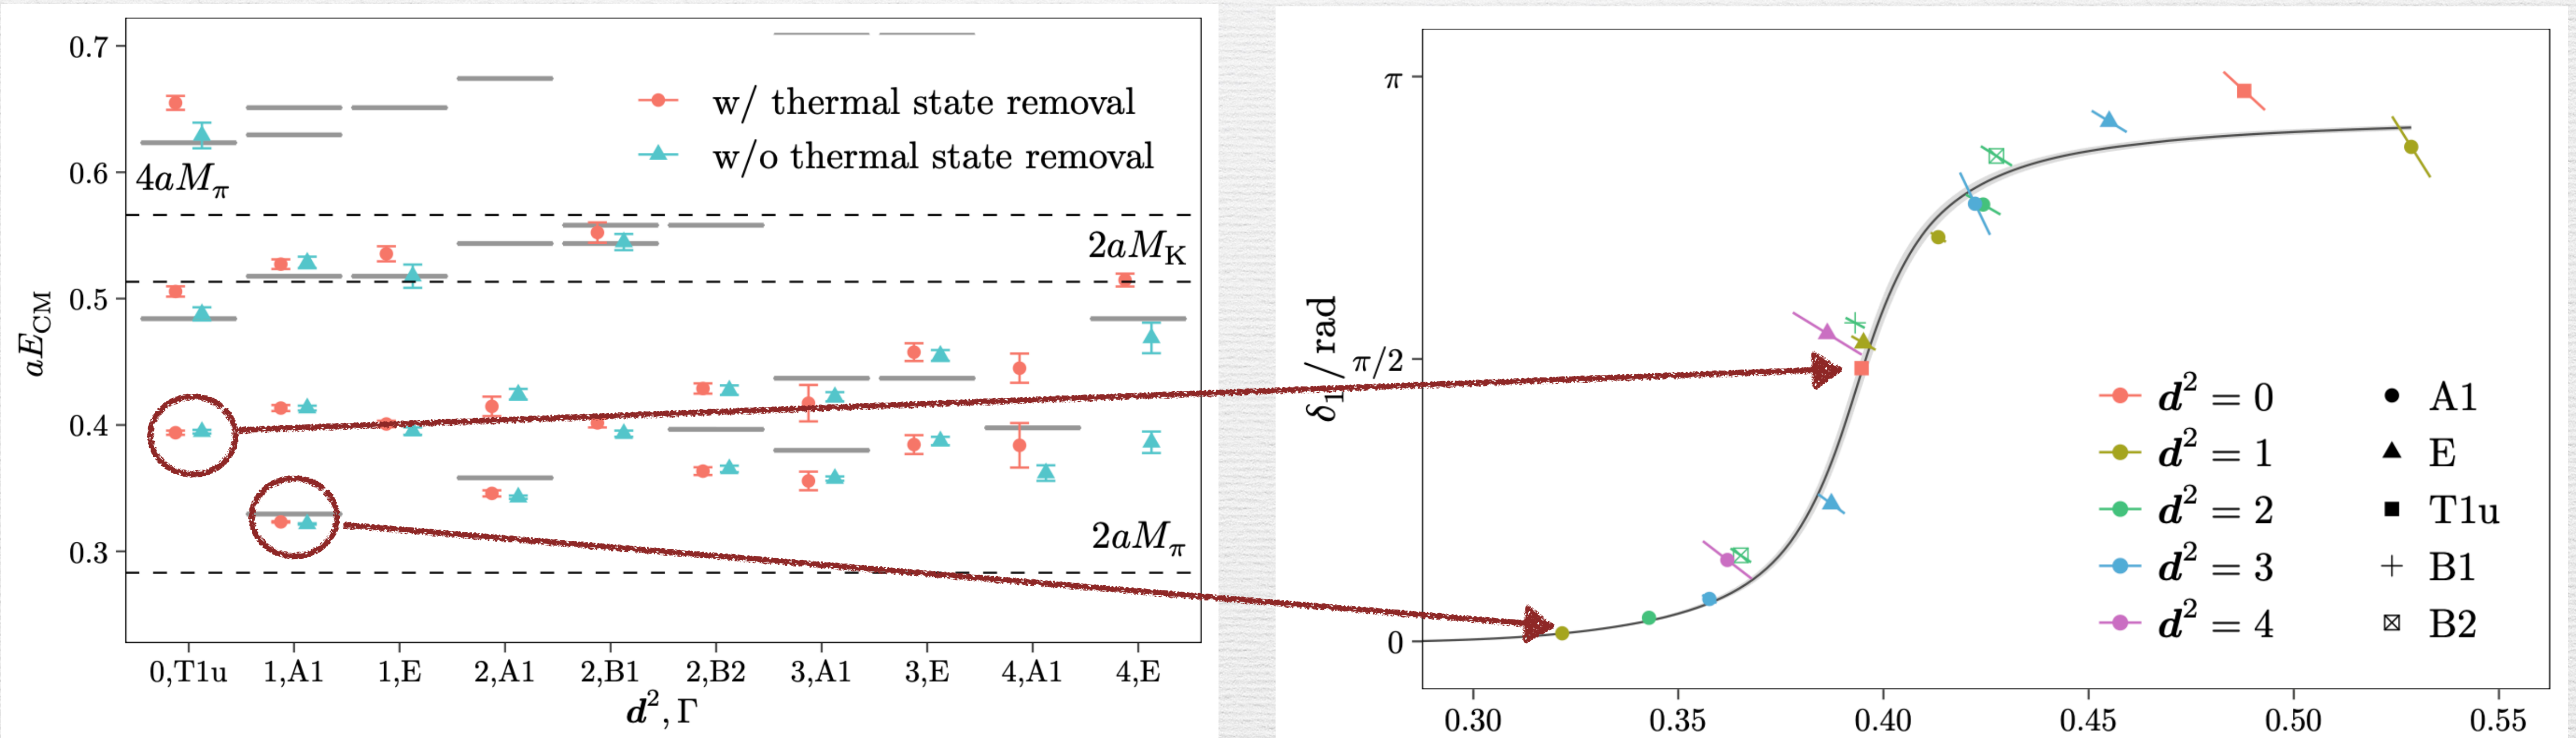 0.7
0.6
0.5
0.4
0.3
aE_CM
w/ thermal state removal
w/o thermal state removal
4aM_π
2aM_K
2aM_π
0,T1u 1,A1 1,E 2,A1 2,B1 2,B2 3,A1 3,E 4,A1 4,E
d², Γ
π
π/2
0
δ₁/rad
d² = 0
d² = 1
d² = 2
d² = 3
d² = 4
A1
E
T1u
B1
B2
0.30 0.35 0.40 0.45 0.50 0.55